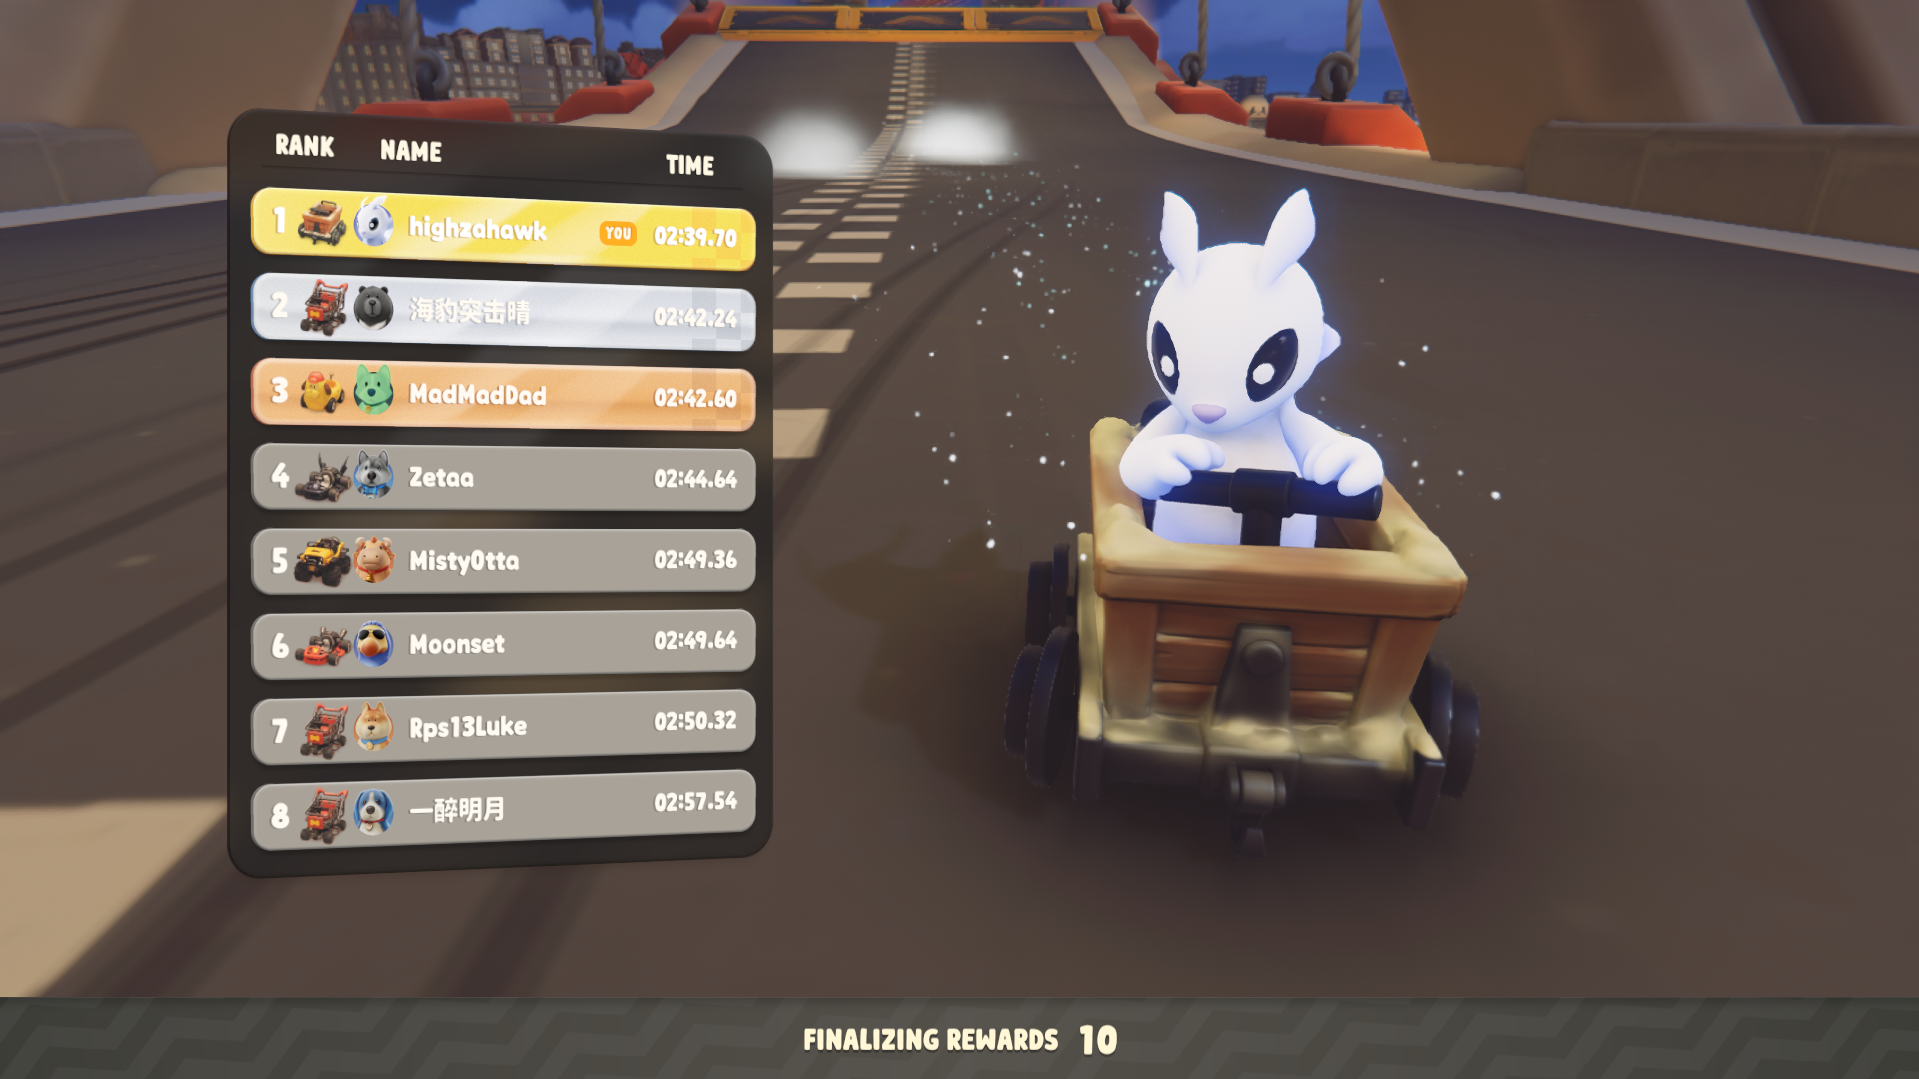 RANK NAME TIME
1 highzahawk YOU 02:39.70
2 海豹突击晴 02:42.24
3 MadMadDad 02:42.60
4 Zetaa 02:44.64
5 MistyOtta 02:49.36
6 Moonset 02:49.64
7 Rps13Luke 02:50.32
8 一醉明月 02:57.54
FINALIZING REWARDS 10